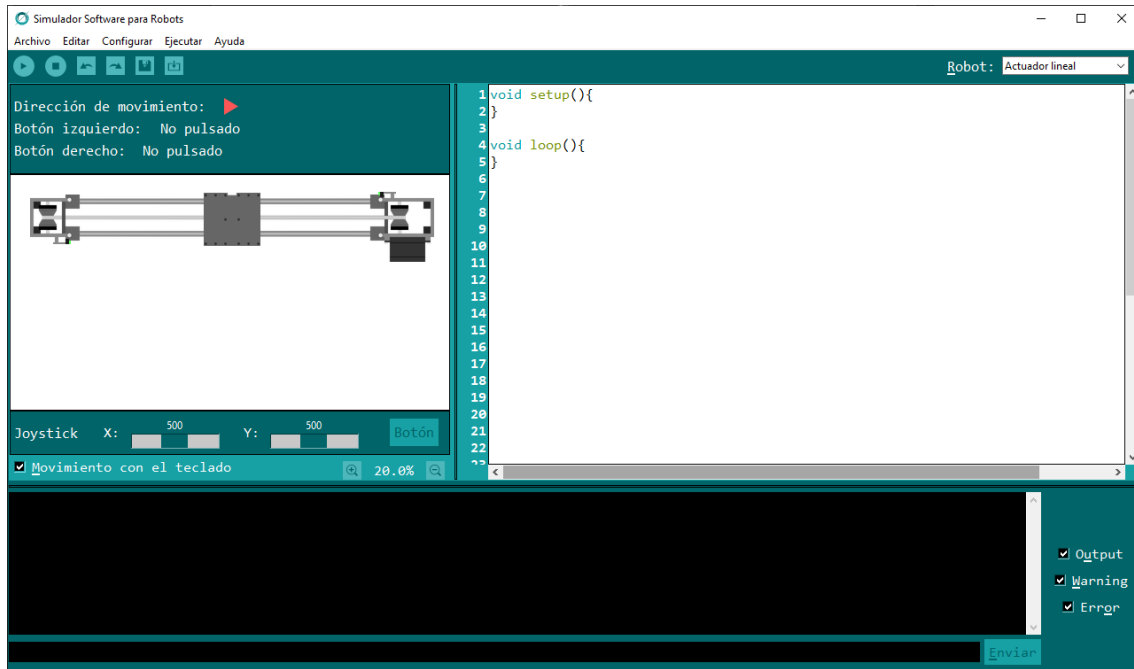 Simulador Software para Robots
Archivo Editar Configurar Ejecutar Ayuda
Robot: Actuador lineal
Dirección de movimiento:
Botón izquierdo: No pulsado
Botón derecho: No pulsado
Joystick X: 500 Y: 500 Botón
Movimiento con el teclado 20.0%
1 void setup(){
2 }
3
4 void loop(){
5 }
6
7
8
9
10
11
12
13
14
15
16
17
18
19
20
21
22
23
Output
Warning
Error
Enviar